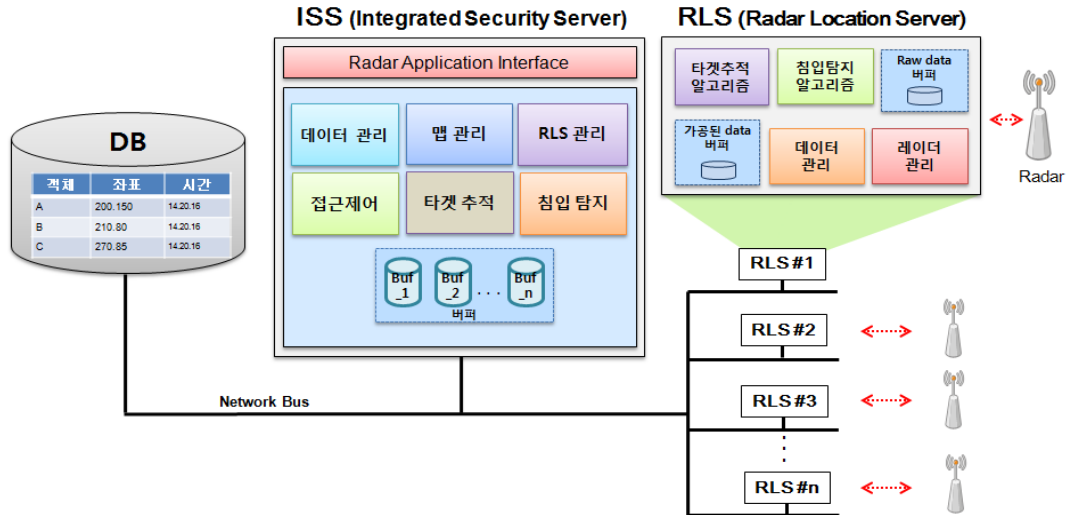 ISS (Integrated Security Server)
RLS (Radar Location Server)
Radar Application Interface
데이터 관리
맵 관리
RLS 관리
접근제어
타겟 추적
침입 탐지
Buf
_1
Buf
_2
. . .
Buf
_n
버퍼
타겟추적
알고리즘
침입탐지
알고리즘
Raw data
버퍼
가공된 data
버퍼
데이터
관리
레이더
관리
Radar
DB
객체 좌표 시간
A 200.150 14.20.16
B 210.80 14.20.16
C 270.85 14.20.16
Network Bus
RLS #1
RLS #2
RLS #3
RLS #n